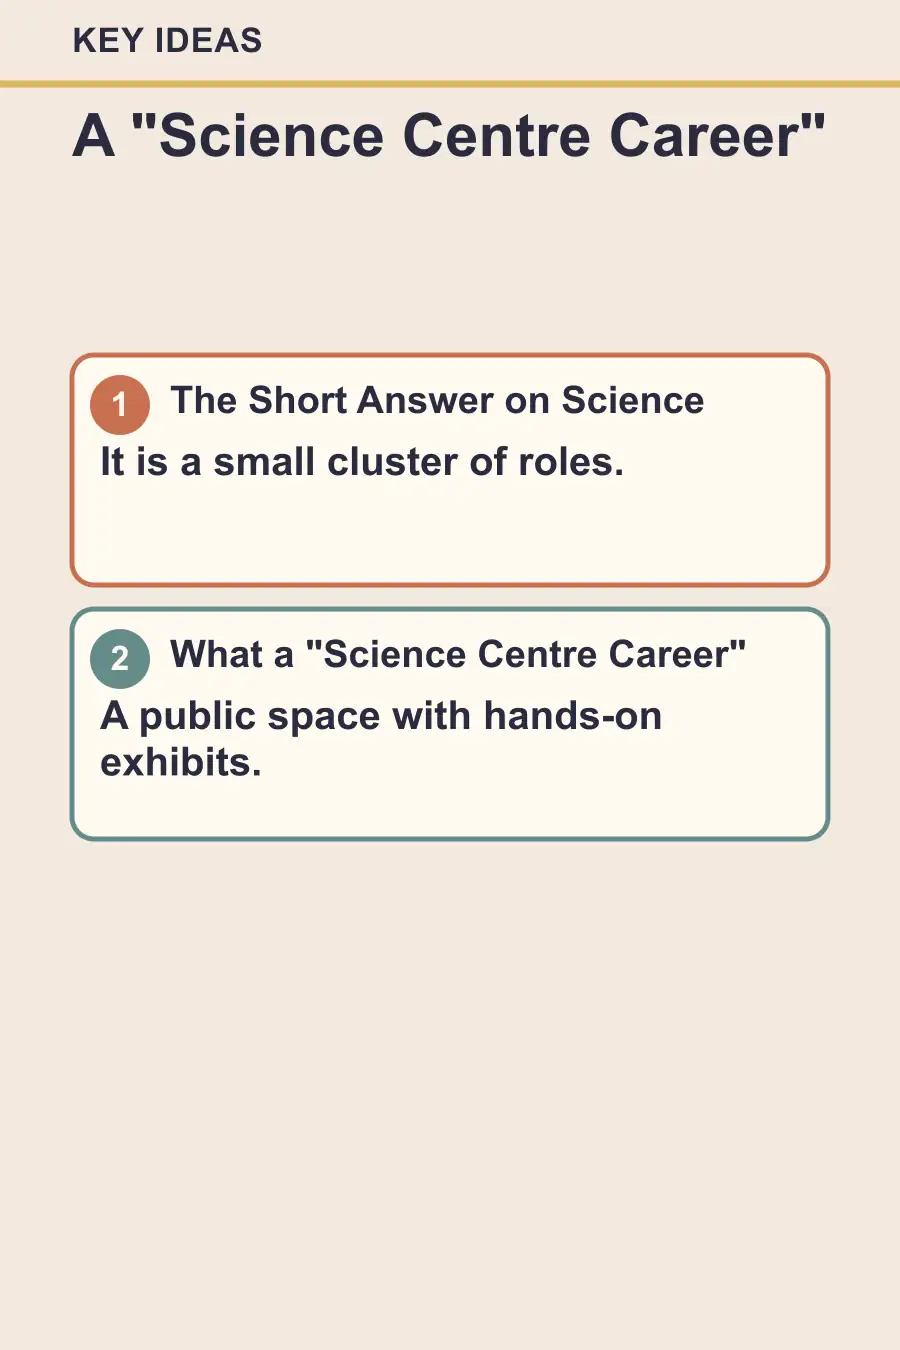 KEY IDEAS
A "Science Centre Career"
1
The Short Answer on Science
It is a small cluster of roles.
2
What a "Science Centre Career"
A public space with hands-on
exhibits.